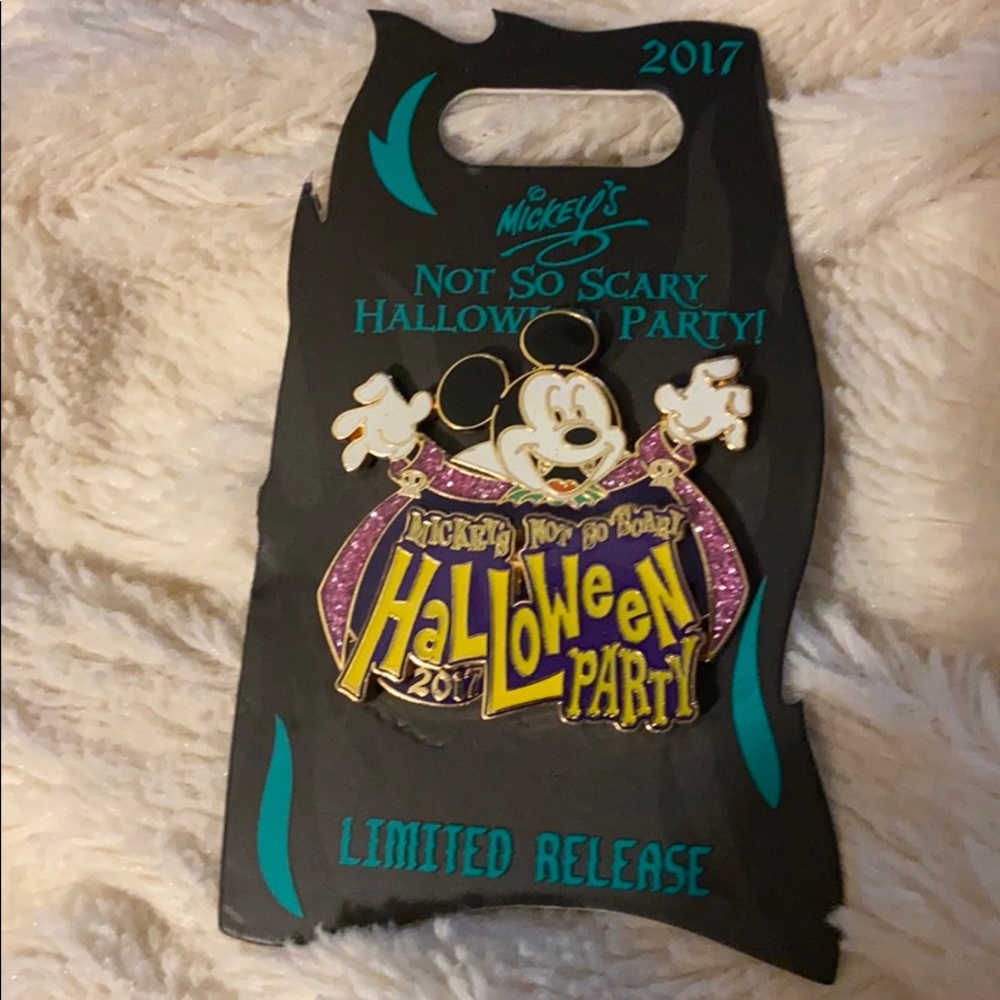 2017
MICKEY'S
NOT SO SCARY
HALLOWEEN PARTY!
MICKEY'S NOT SO SCARY
HALLOWEEN
2017
PARTY
LIMITED RELEASE